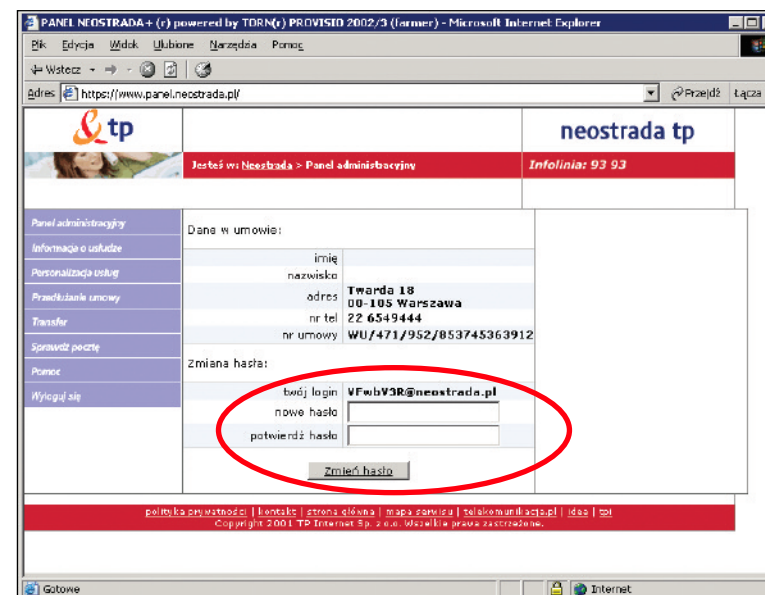 PANEL NEOSTRADA+ (r) powered by TDRN(r) PROVISIO 2002/3 (farmer) - Microsoft Internet Explorer
Plik Edycja Widok Ulubione Narzędzia Pomoc
Wstecz
Adres https://www.panel.neostrada.pl/ Przejdź Łącza
tp
neostrada tp
Jesteś w: Neostrada > Panel administracyjny
Infolinia: 93 93
Panel administracyjny
Informacja o usłudze
Personalizacja usług
Przedłużanie umowy
Transfer
Sprawdź pocztę
Pomoc
Wyloguj się
Dane w umowie:
imię
nazwisko
adres Twarda 18
00-105 Warszawa
nr tel 22 6549444
nr umowy WU/471/952/853745363912
Zmiana hasła:
twój login VFwbV3R@neostrada.pl
nowe hasło
potwierdź hasło
Zmień hasło
polityka prywatności | kontakt | strona główna | mapa serwisu | telekomunikacja.pl | idea | tpi
Copyright 2001 TP Internet Sp. z o.o. Wszelkie prawa zastrzeżone.
Gotowe
Internet